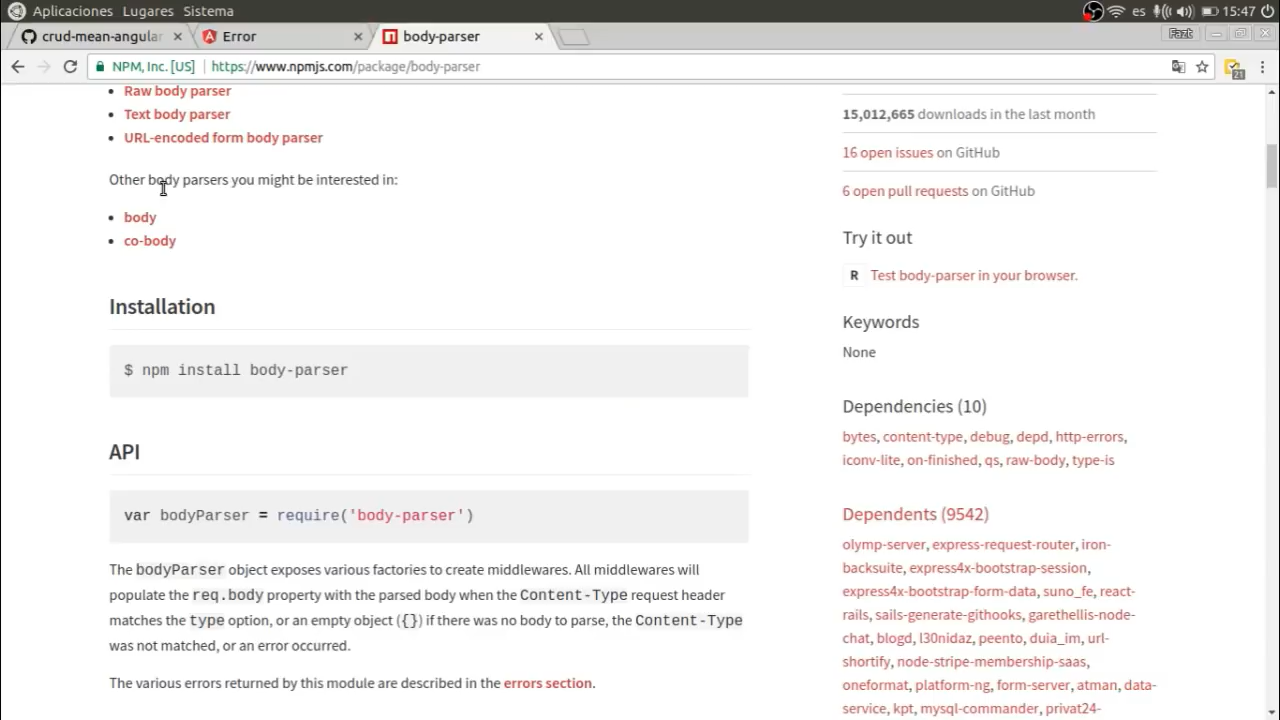 Aplicaciones Lugares Sistema
es 15:47
crud-mean-angular
Error
body-parser
Fazt
NPM, Inc. [US] https://www.npmjs.com/package/body-parser
21
Raw body parser
Text body parser
URL-encoded form body parser
Other body parsers you might be interested in:
body
co-body
Installation
$ npm install body-parser
API
var bodyParser = require('body-parser')
The bodyParser object exposes various factories to create middlewares. All middlewares will
populate the req.body property with the parsed body when the Content-Type request header
matches the type option, or an empty object ({}) if there was no body to parse, the Content-Type
was not matched, or an error occurred.
The various errors returned by this module are described in the errors section.
15,012,665 downloads in the last month
16 open issues on GitHub
6 open pull requests on GitHub
Try it out
R Test body-parser in your browser.
Keywords
None
Dependencies (10)
bytes, content-type, debug, depd, http-errors,
iconv-lite, on-finished, qs, raw-body, type-is
Dependents (9542)
olymp-server, express-request-router, iron-
backsuite, express4x-bootstrap-session,
express4x-bootstrap-form-data, suno_fe, react-
rails, sails-generate-githooks, garethellis-node-
chat, blogd, l30nidaz, peento, duia_im, url-
shortify, node-stripe-membership-saas,
oneformat, platform-ng, form-server, atman, data-
service, kpt, mysql-commander, privat24-